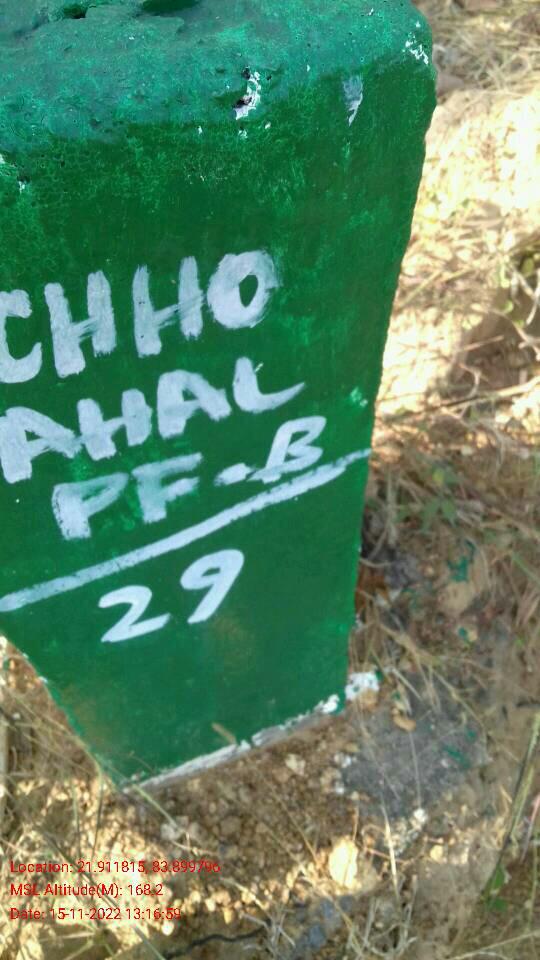 CHHO
AHAL
PF-B
29
Location: 21.911815, 83.899796
MSL Altitude(M): 168.2
Date: 15-11-2022 13:16:59